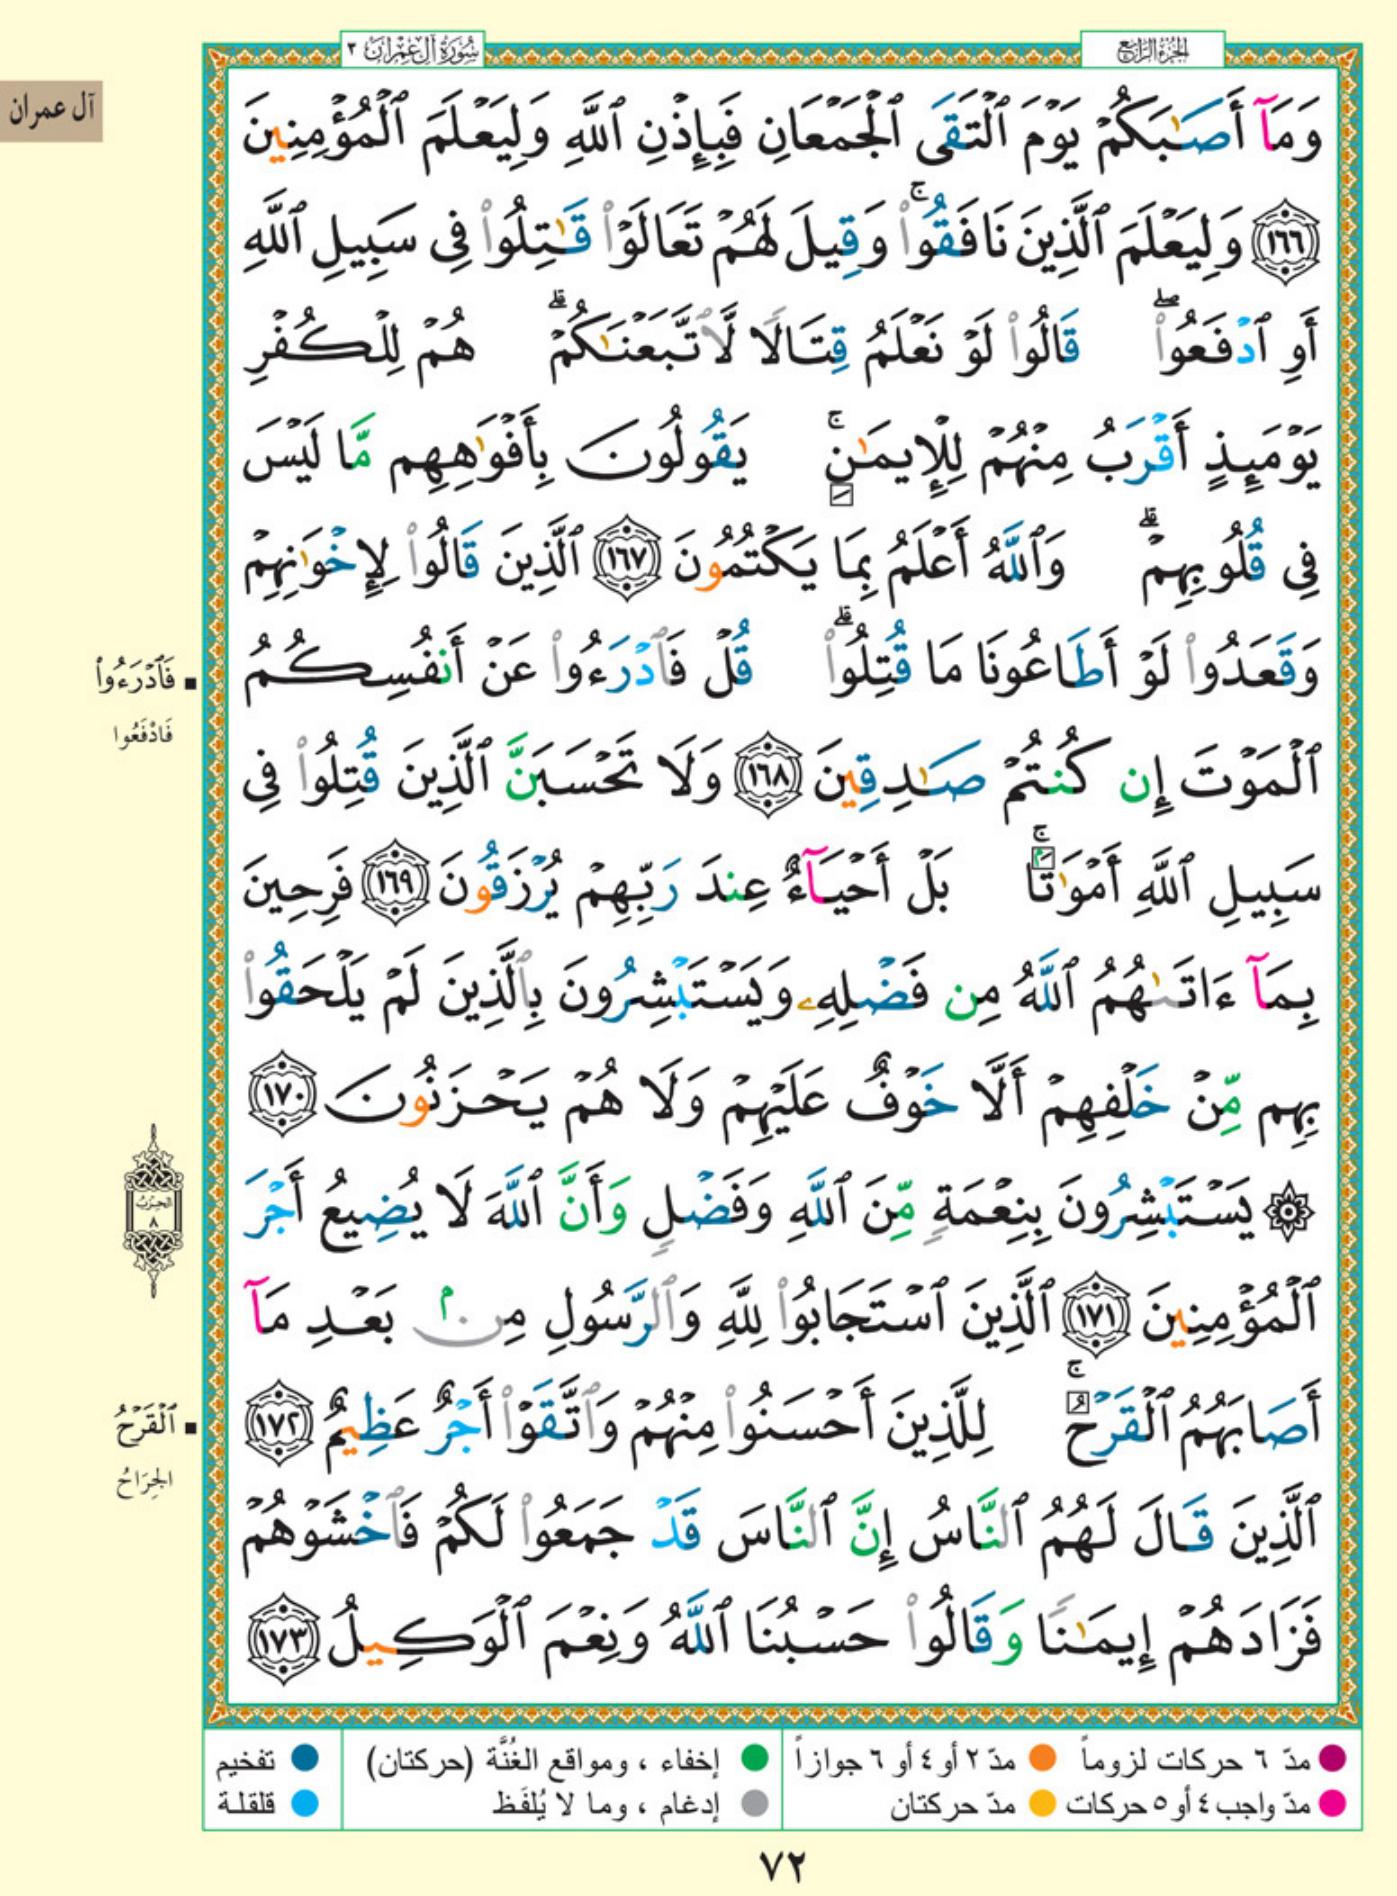 الجزء الرابع
سورة آل عمران ٣
آل عمران
وَمَآ أَصَٰبَكُمْ يَوْمَ ٱلْتَقَى ٱلْجَمْعَانِ فَبِإِذْنِ ٱللَّهِ وَلِيَعْلَمَ ٱلْمُؤْمِنِينَ
١٦٦ وَلِيَعْلَمَ ٱلَّذِينَ نَافَقُوا۟ ۚ وَقِيلَ لَهُمْ تَعَالَوْا۟ قَٰتِلُوا۟ فِى سَبِيلِ ٱللَّهِ
أَوِ ٱدْفَعُوا۟ ۖ قَالُوا۟ لَوْ نَعْلَمُ قِتَالًا لَّٱتَّبَعْنَٰكُمْ ۗ هُمْ لِلْكُفْرِ
يَوْمَئِذٍ أَقْرَبُ مِنْهُمْ لِلْإِيمَٰنِ ۚ يَقُولُونَ بِأَفْوَٰهِهِم مَّا لَيْسَ
فِى قُلُوبِهِمْ ۗ وَٱللَّهُ أَعْلَمُ بِمَا يَكْتُمُونَ ١٦٧ ٱلَّذِينَ قَالُوا۟ لِإِخْوَٰنِهِمْ
وَقَعَدُوا۟ لَوْ أَطَاعُونَا مَا قُتِلُوا۟ ۗ قُلْ فَٱدْرَءُوا۟ عَنْ أَنفُسِكُمُ
ٱلْمَوْتَ إِن كُنتُمْ صَٰدِقِينَ ١٦٨ وَلَا تَحْسَبَنَّ ٱلَّذِينَ قُتِلُوا۟ فِى
سَبِيلِ ٱللَّهِ أَمْوَٰتًۢا ۚ بَلْ أَحْيَآءٌ عِندَ رَبِّهِمْ يُرْزَقُونَ ١٦٩ فَرِحِينَ
بِمَآ ءَاتَىٰهُمُ ٱللَّهُ مِن فَضْلِهِۦ وَيَسْتَبْشِرُونَ بِٱلَّذِينَ لَمْ يَلْحَقُوا۟
بِهِم مِّنْ خَلْفِهِمْ أَلَّا خَوْفٌ عَلَيْهِمْ وَلَا هُمْ يَحْزَنُونَ ١٧٠
۞ يَسْتَبْشِرُونَ بِنِعْمَةٍ مِّنَ ٱللَّهِ وَفَضْلٍ وَأَنَّ ٱللَّهَ لَا يُضِيعُ أَجْرَ
ٱلْمُؤْمِنِينَ ١٧١ ٱلَّذِينَ ٱسْتَجَابُوا۟ لِلَّهِ وَٱلرَّسُولِ مِنۢ بَعْدِ مَآ
أَصَابَهُمُ ٱلْقَرْحُ ۚ لِلَّذِينَ أَحْسَنُوا۟ مِنْهُمْ وَٱتَّقَوْا۟ أَجْرٌ عَظِيمٌ ١٧٢
ٱلَّذِينَ قَالَ لَهُمُ ٱلنَّاسُ إِنَّ ٱلنَّاسَ قَدْ جَمَعُوا۟ لَكُمْ فَٱخْشَوْهُمْ
فَزَادَهُمْ إِيمَٰنًا وَقَالُوا۟ حَسْبُنَا ٱللَّهُ وَنِعْمَ ٱلْوَكِيلُ ١٧٣
فَٱدْرَءُوا۟
فَادْفَعُوا
الحزب
٨
ٱلْقَرْحُ
الجِرَاحُ
مدّ ٦ حركات لزوماً مدّ ٢ أو ٤ أو ٦ جوازاً إخفاء ، ومواقع الغُنَّة (حركتان) تفخيم
مدّ واجب ٤ أو ٥ حركات مدّ حركتان إدغام ، وما لا يُلفَظ قلقلة
٧٢